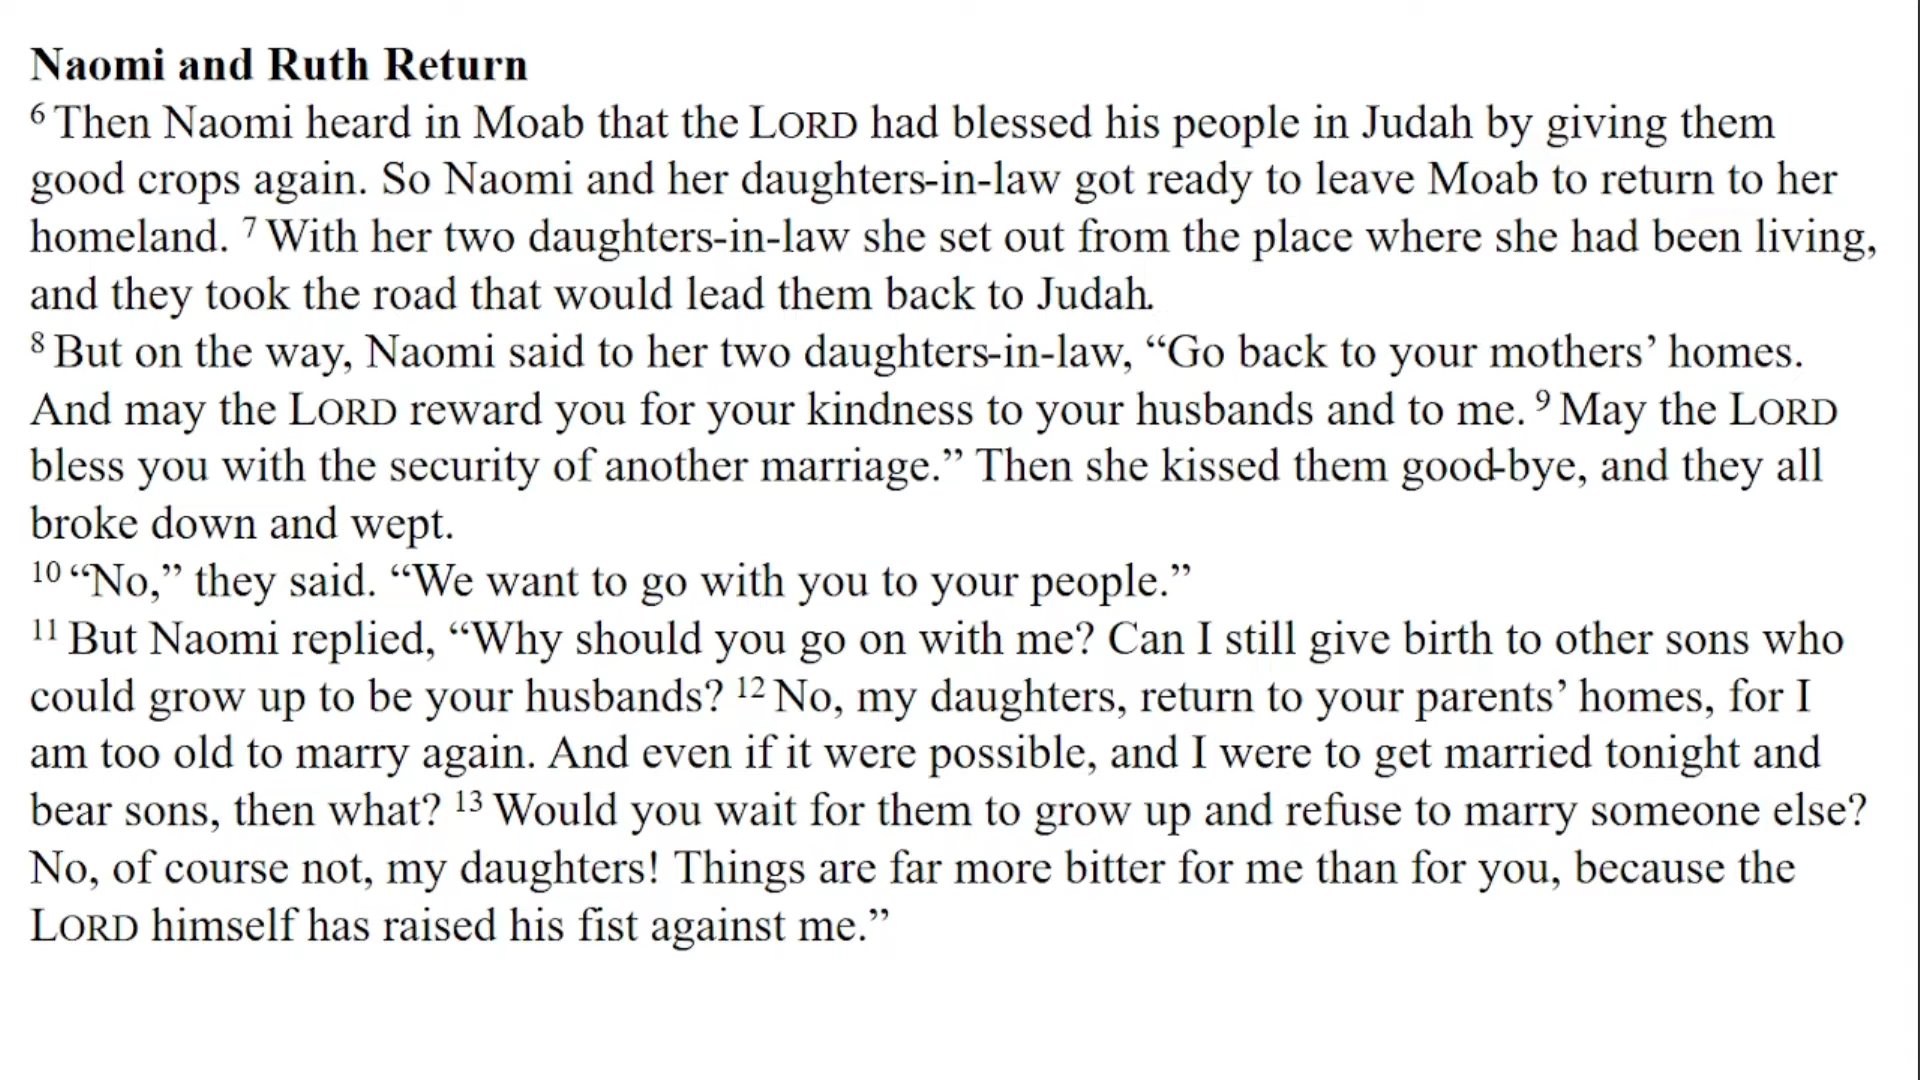 Naomi and Ruth Return
6 Then Naomi heard in Moab that the LORD had blessed his people in Judah by giving them
good crops again. So Naomi and her daughters-in-law got ready to leave Moab to return to her
homeland. 7 With her two daughters-in-law she set out from the place where she had been living,
and they took the road that would lead them back to Judah.
8 But on the way, Naomi said to her two daughters-in-law, “Go back to your mothers’ homes.
And may the LORD reward you for your kindness to your husbands and to me. 9 May the LORD
bless you with the security of another marriage.” Then she kissed them good-bye, and they all
broke down and wept.
10 “No,” they said. “We want to go with you to your people.”
11 But Naomi replied, “Why should you go on with me? Can I still give birth to other sons who
could grow up to be your husbands? 12 No, my daughters, return to your parents’ homes, for I
am too old to marry again. And even if it were possible, and I were to get married tonight and
bear sons, then what? 13 Would you wait for them to grow up and refuse to marry someone else?
No, of course not, my daughters! Things are far more bitter for me than for you, because the
LORD himself has raised his fist against me.”